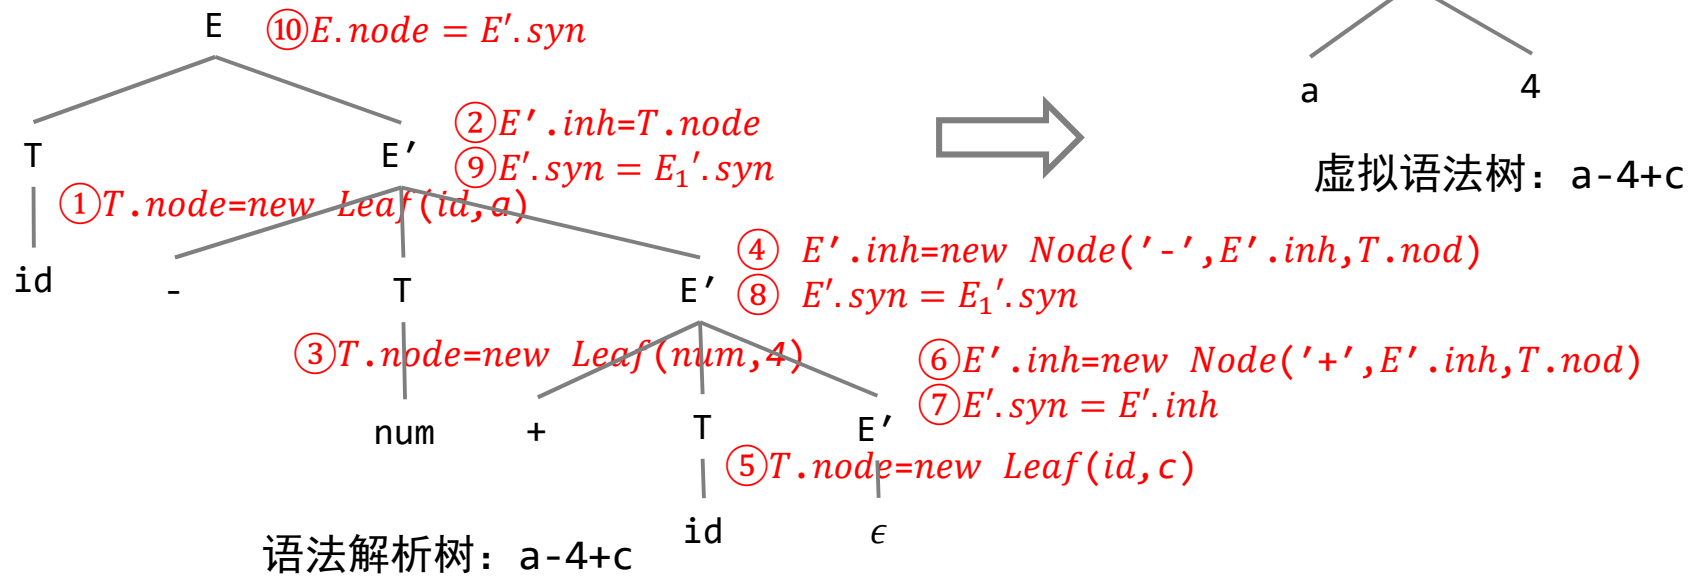 E ⑩E.node = E′.syn
a 4
②E′.inh=T.node
T E′
⑨E′.syn = E₁′.syn
虚拟语法树：a-4+c
①T.node=new Leaf(id,a)
④ E′.inh=new Node('-',E′.inh,T.nod)
id - T E′
⑧ E′.syn = E₁′.syn
③T.node=new Leaf(num,4)
⑥E′.inh=new Node('+',E′.inh,T.nod)
⑦E′.syn = E′.inh
num + T E′
⑤T.node=new Leaf(id,c)
id ϵ
语法解析树：a-4+c